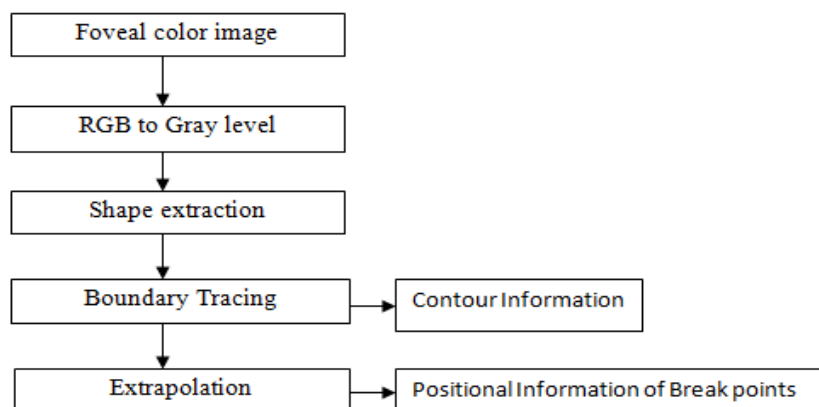 Foveal color image
RGB to Gray level
Shape extraction
Boundary Tracing
Contour Information
Extrapolation
Positional Information of Break points